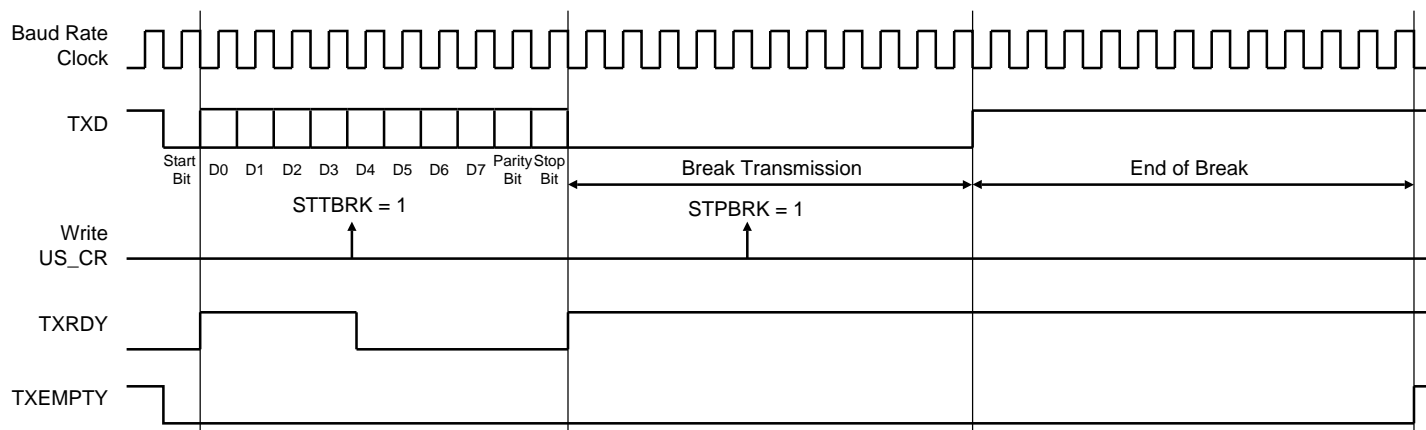 Baud Rate
Clock
TXD
Start
Bit
D0 D1 D2 D3 D4 D5 D6 D7
Parity
Bit
Stop
Bit
Break Transmission
End of Break
STTBRK = 1
STPBRK = 1
Write
US_CR
TXRDY
TXEMPTY